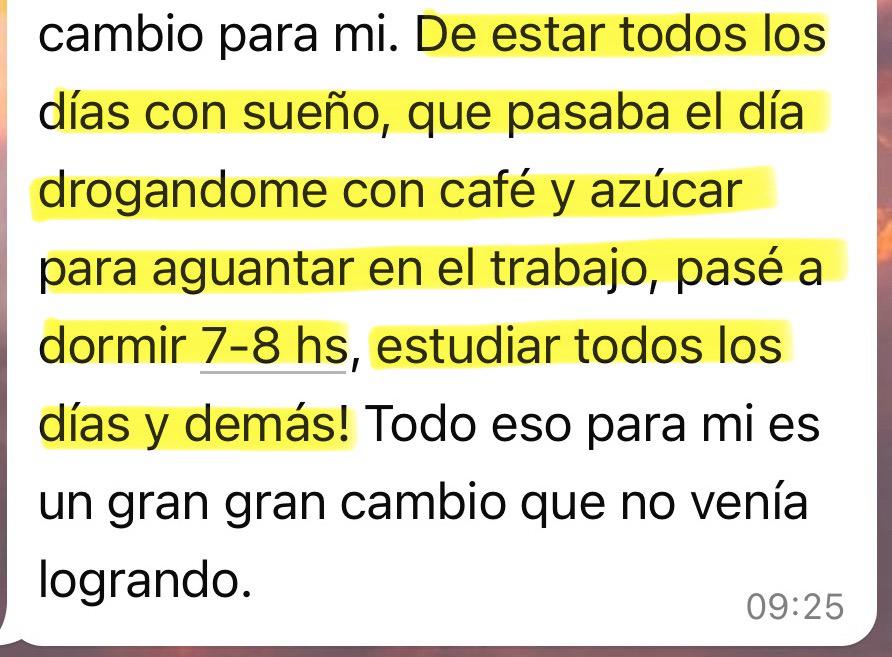 cambio para mi. De estar todos los
días con sueño, que pasaba el día
drogandome con café y azúcar
para aguantar en el trabajo, pasé a
dormir 7-8 hs, estudiar todos los
días y demás! Todo eso para mi es
un gran gran cambio que no venía
logrando.
09:25